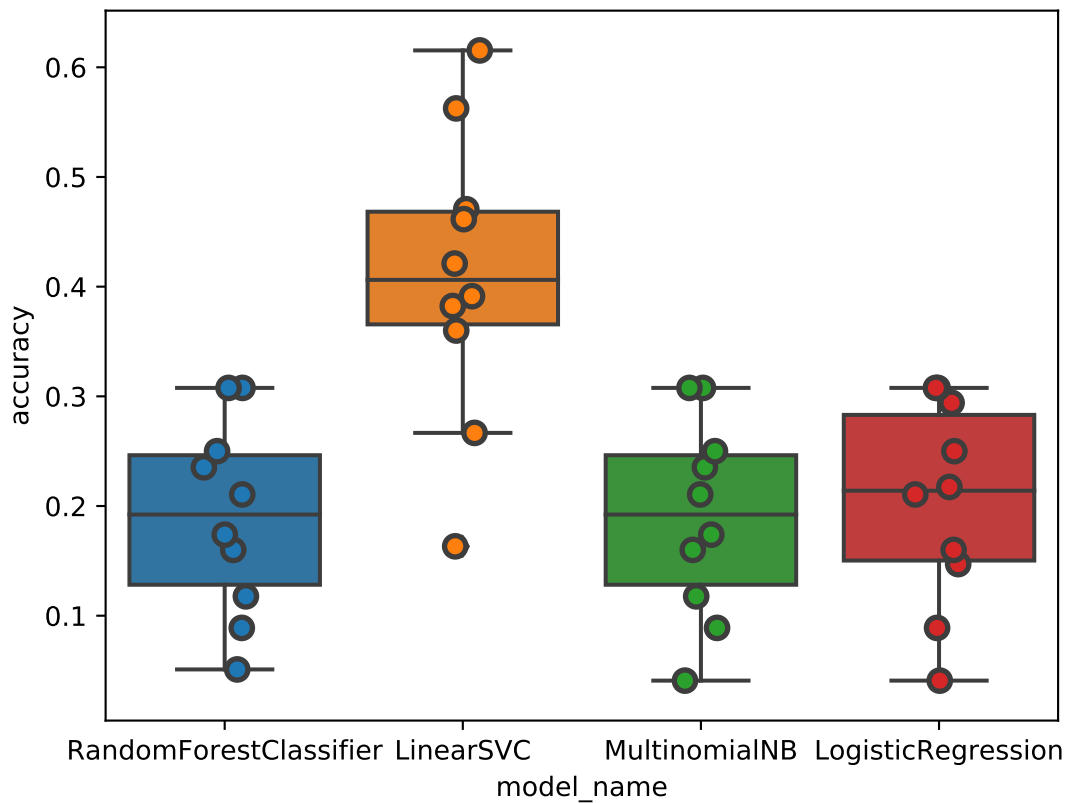 0.6
0.5
0.4
0.3
0.2
0.1
accuracy
RandomForestClassifier LinearSVC MultinomialNB LogisticRegression
model_name